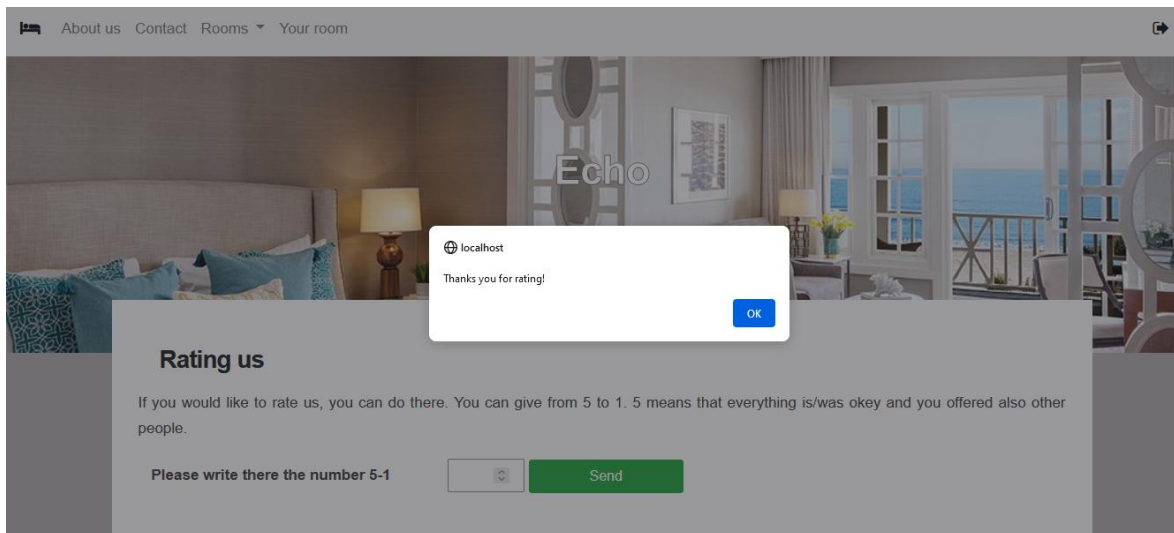 About us Contact Rooms Your room
Echo
localhost
Thanks you for rating!
OK
Rating us
If you would like to rate us, you can do there. You can give from 5 to 1. 5 means that everything is/was okey and you offered also other
people.
Please write there the number 5-1 Send